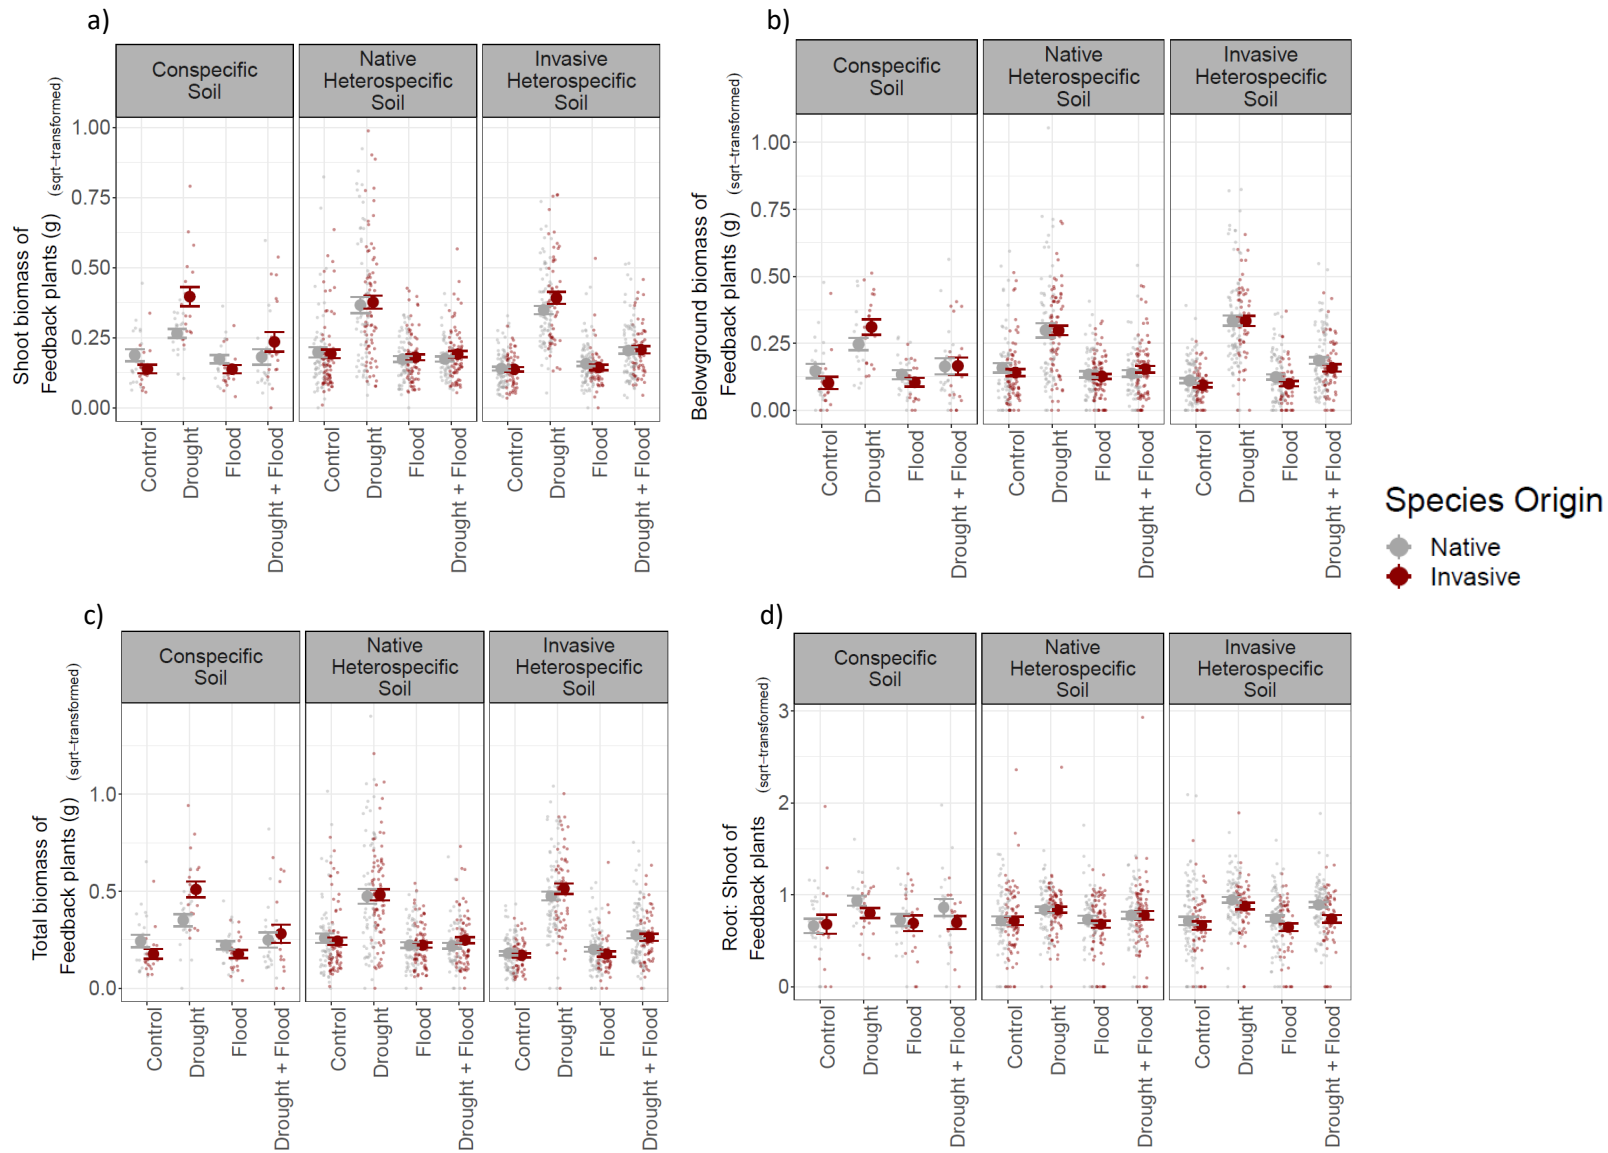 a)
Conspecific
Soil
Native
Heterospecific
Soil
Invasive
Heterospecific
Soil
Shoot biomass of
Feedback plants (g) (sqrt−transformed)
1.00
0.75
0.50
0.25
0.00
Control
Drought
Flood
Drought + Flood
Control
Drought
Flood
Drought + Flood
Control
Drought
Flood
Drought + Flood
b)
Conspecific
Soil
Native
Heterospecific
Soil
Invasive
Heterospecific
Soil
Belowground biomass of
Feedback plants (g) (sqrt−transformed)
1.00
0.75
0.50
0.25
0.00
Control
Drought
Flood
Drought + Flood
Control
Drought
Flood
Drought + Flood
Control
Drought
Flood
Drought + Flood
Species Origin
Native
Invasive
c)
Conspecific
Soil
Native
Heterospecific
Soil
Invasive
Heterospecific
Soil
Total biomass of
Feedback plants (g) (sqrt−transformed)
1.0
0.5
0.0
Control
Drought
Flood
Drought + Flood
Control
Drought
Flood
Drought + Flood
Control
Drought
Flood
Drought + Flood
d)
Conspecific
Soil
Native
Heterospecific
Soil
Invasive
Heterospecific
Soil
Root: Shoot of
Feedback plants (sqrt−transformed)
3
2
1
0
Control
Drought
Flood
Drought + Flood
Control
Drought
Flood
Drought + Flood
Control
Drought
Flood
Drought + Flood